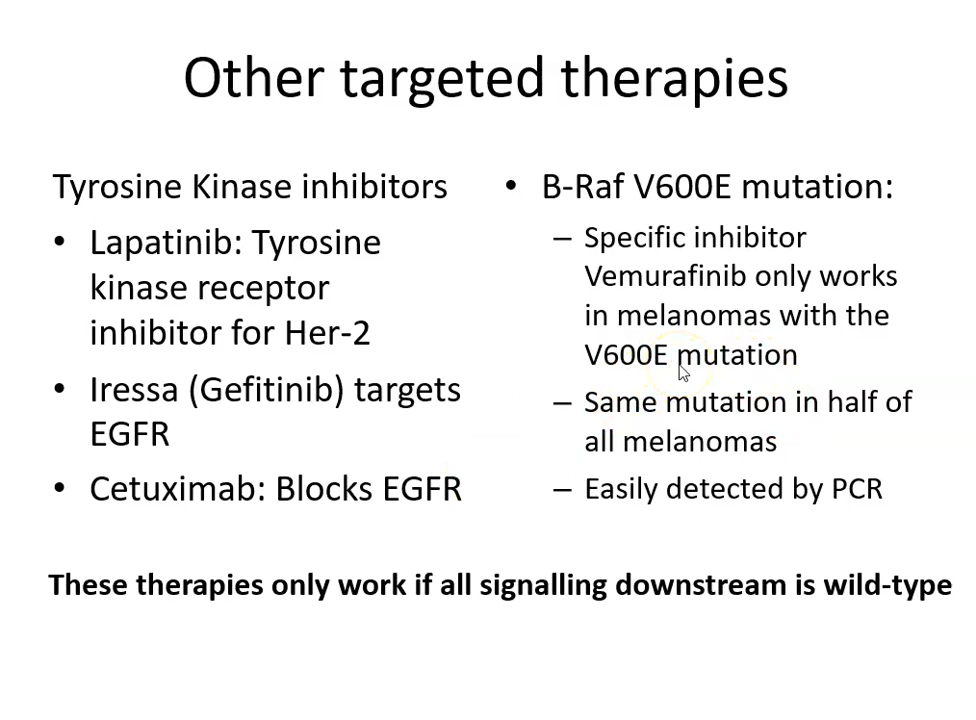 Other targeted therapies
Tyrosine Kinase inhibitors
• Lapatinib: Tyrosine
kinase receptor
inhibitor for Her-2
• Iressa (Gefitinib) targets
EGFR
• Cetuximab: Blocks EGFR
• B-Raf V600E mutation:
– Specific inhibitor
Vemurafinib only works
in melanomas with the
V600E mutation
– Same mutation in half of
all melanomas
– Easily detected by PCR
These therapies only work if all signalling downstream is wild-type